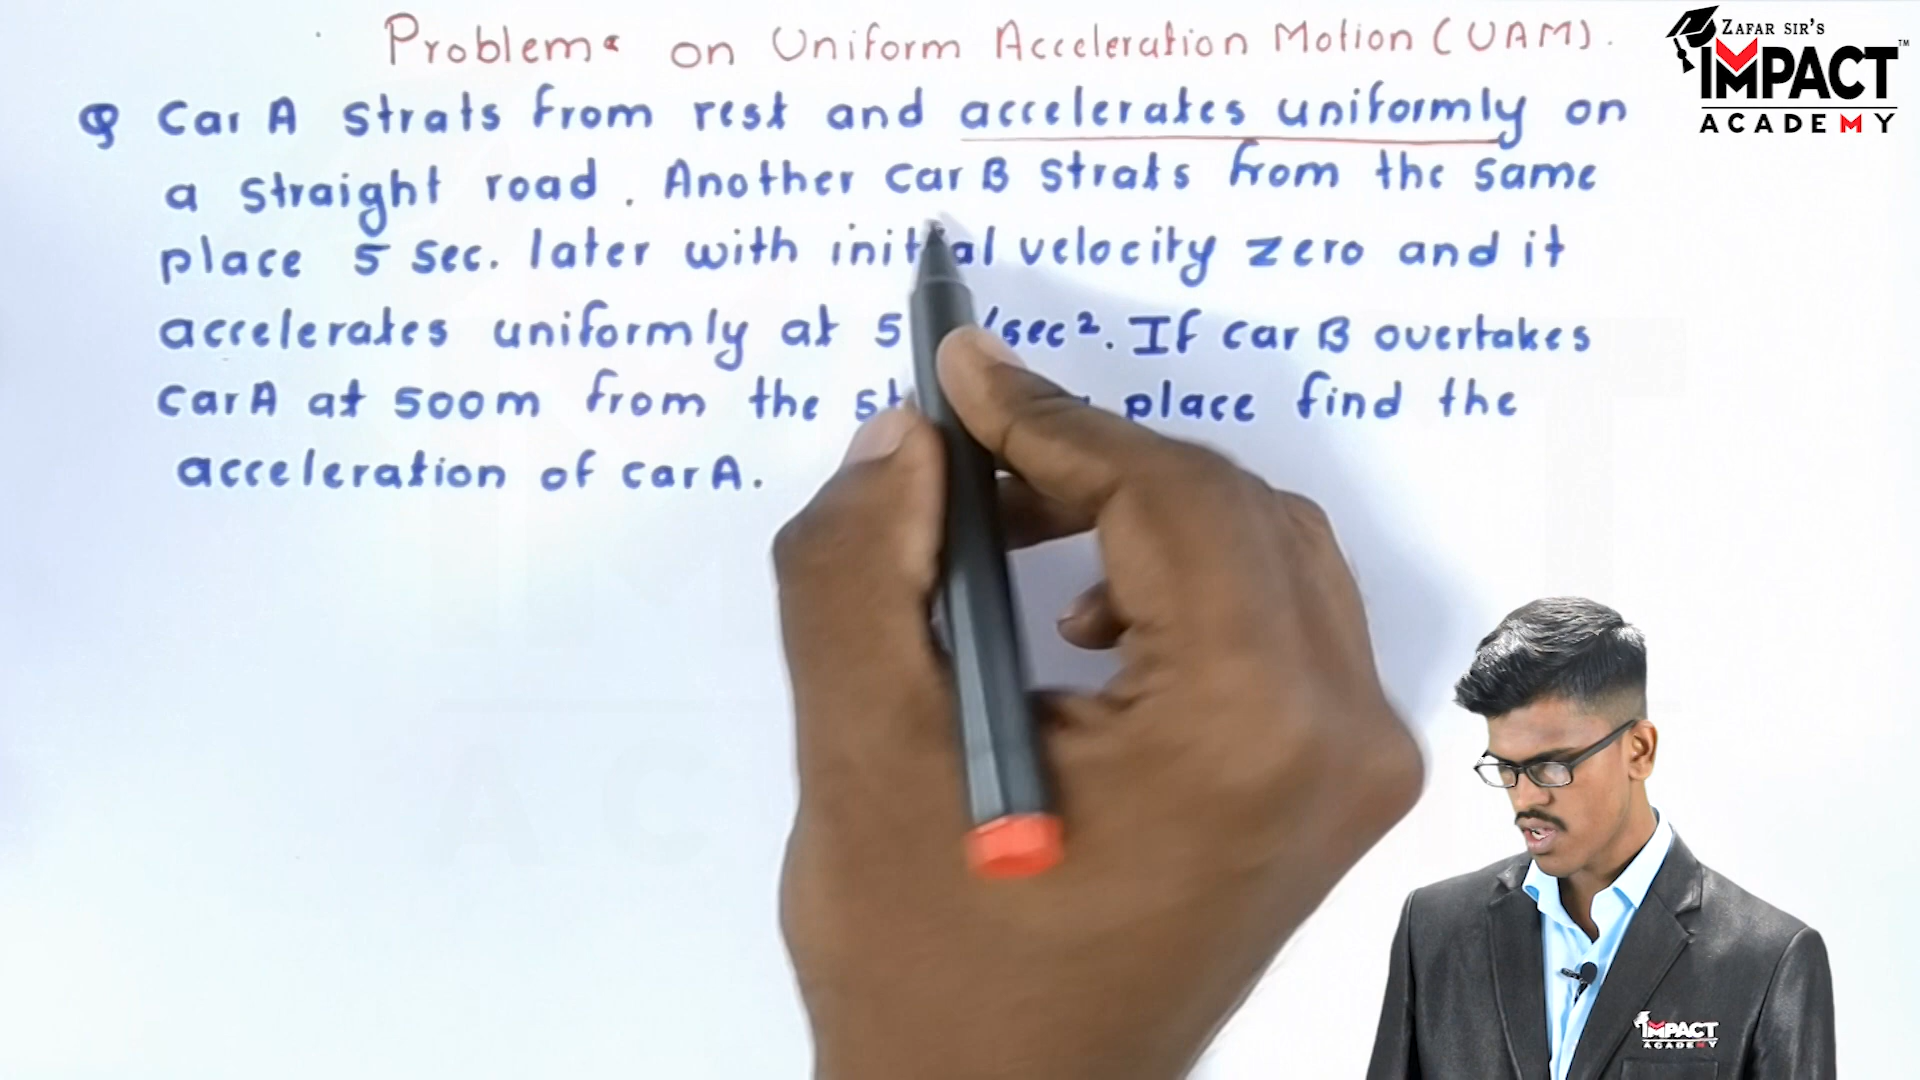 Problems on Uniform Acceleration Motion (UAM).
Q Car A Strats from rest and accelerates uniformly on
a straight road. Another car B Strats from the same
place 5 sec. later with initial velocity zero and it
accelerates uniformly at 5 /sec². If car B overtakes
car A at 500m from the place find the
acceleration of car A.
ZAFAR SIR'S
IMPACT
ACADEMY
TM
IMPACT
ACADEMY